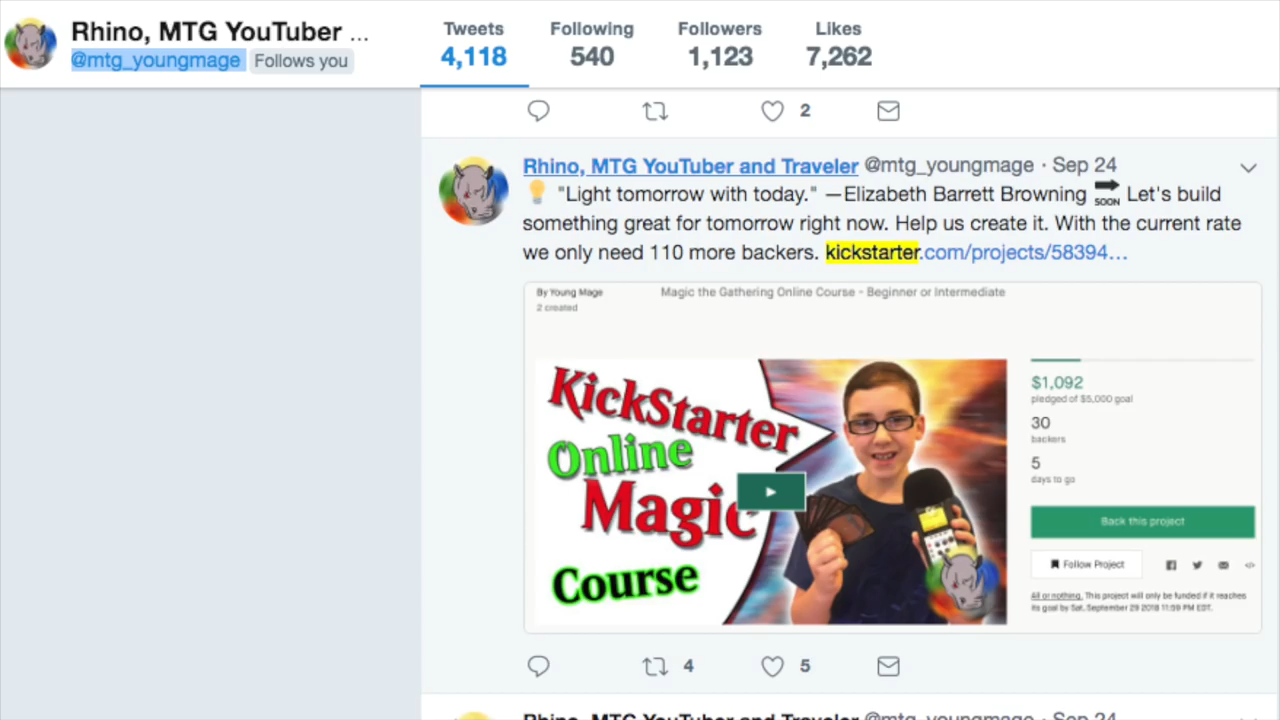 Rhino, MTG YouTuber ...
@mtg_youngmage Follows you
Tweets Following Followers Likes
4,118 540 1,123 7,262
2
Rhino, MTG YouTuber and Traveler @mtg_youngmage · Sep 24
"Light tomorrow with today." —Elizabeth Barrett Browning SOON Let's build
something great for tomorrow right now. Help us create it. With the current rate
we only need 110 more backers. kickstarter.com/projects/58394…
By Young Mage
2 created
Magic the Gathering Online Course - Beginner or Intermediate
KickStarter
Online
Magic
Course
$1,092
pledged of $5,000 goal
30
backers
5
days to go
Back this project
Follow Project
All or nothing. This project will only be funded if it reaches
its goal by Sat, September 29 2018 11:59 PM EDT.
4 5
Rhino, MTG YouTuber and Traveler @mtg_youngmage · Sep 24